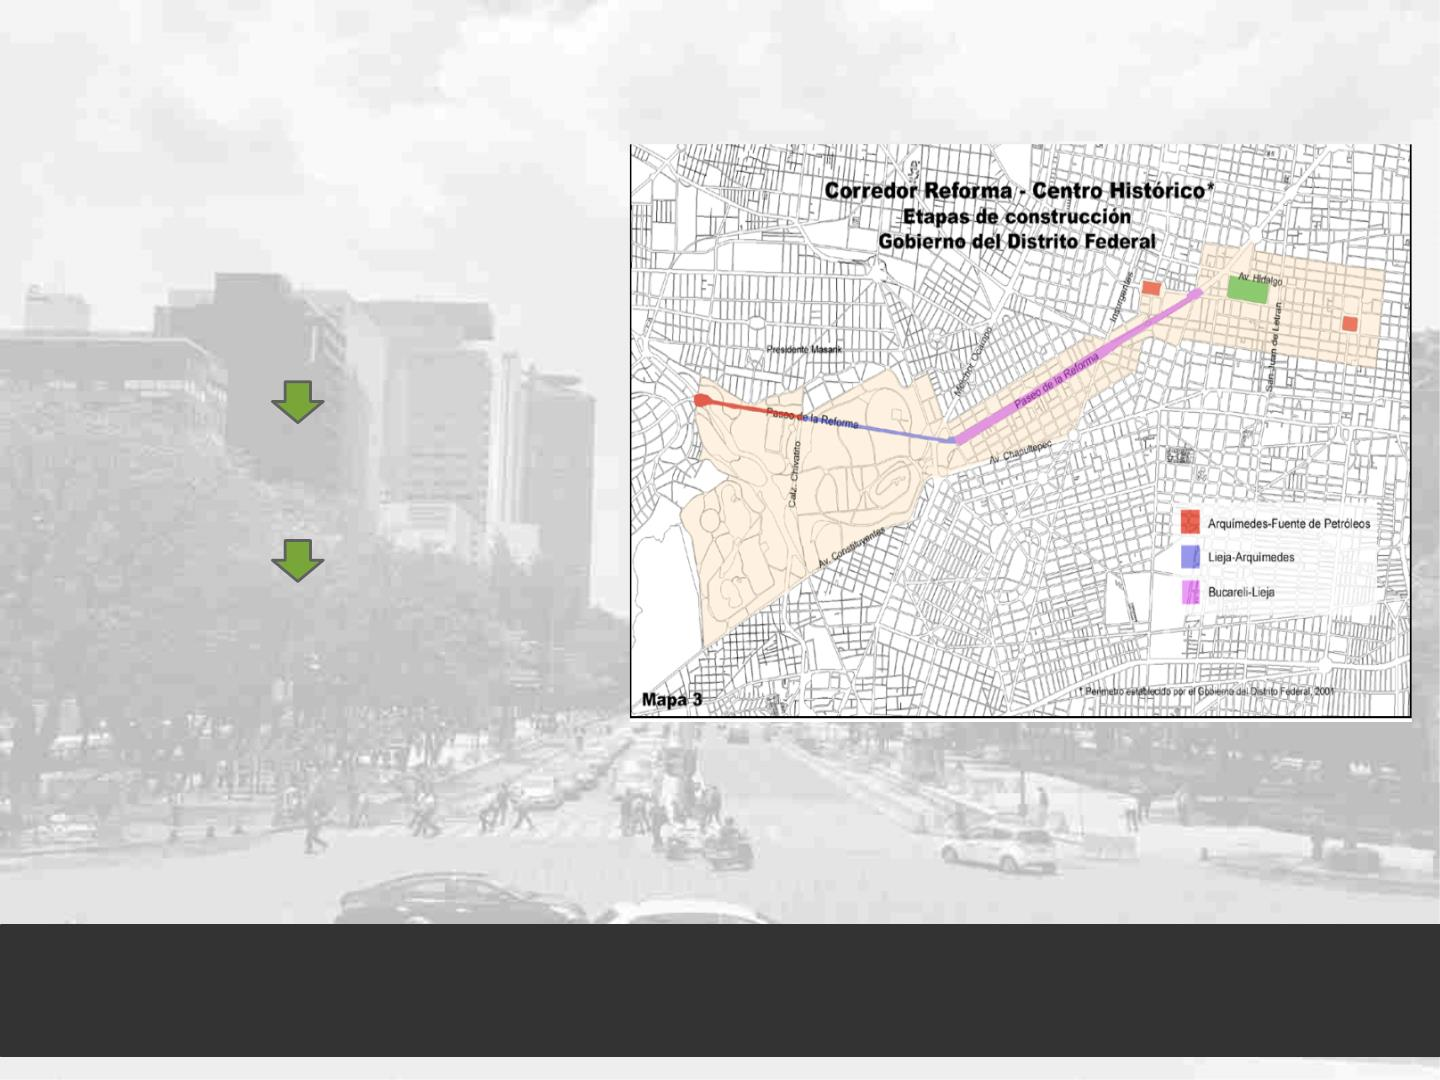 Corredor Reforma - Centro Histórico*
Etapas de construcción
Gobierno del Distrito Federal
Av. Hidalgo
Insurgentes
San Juan de Letran
Melchor Ocampo
Presidente Masarik
Paseo de la Reforma
Paseo de la Reforma
Av. Chapultepec
Calz. Chivatito
Av. Constituyentes
Arquímedes-Fuente de Petróleos
Lieja-Arquímedes
Bucareli-Lieja
* Perímetro establecido por el Gobierno del Distrito Federal, 2001
Mapa 3